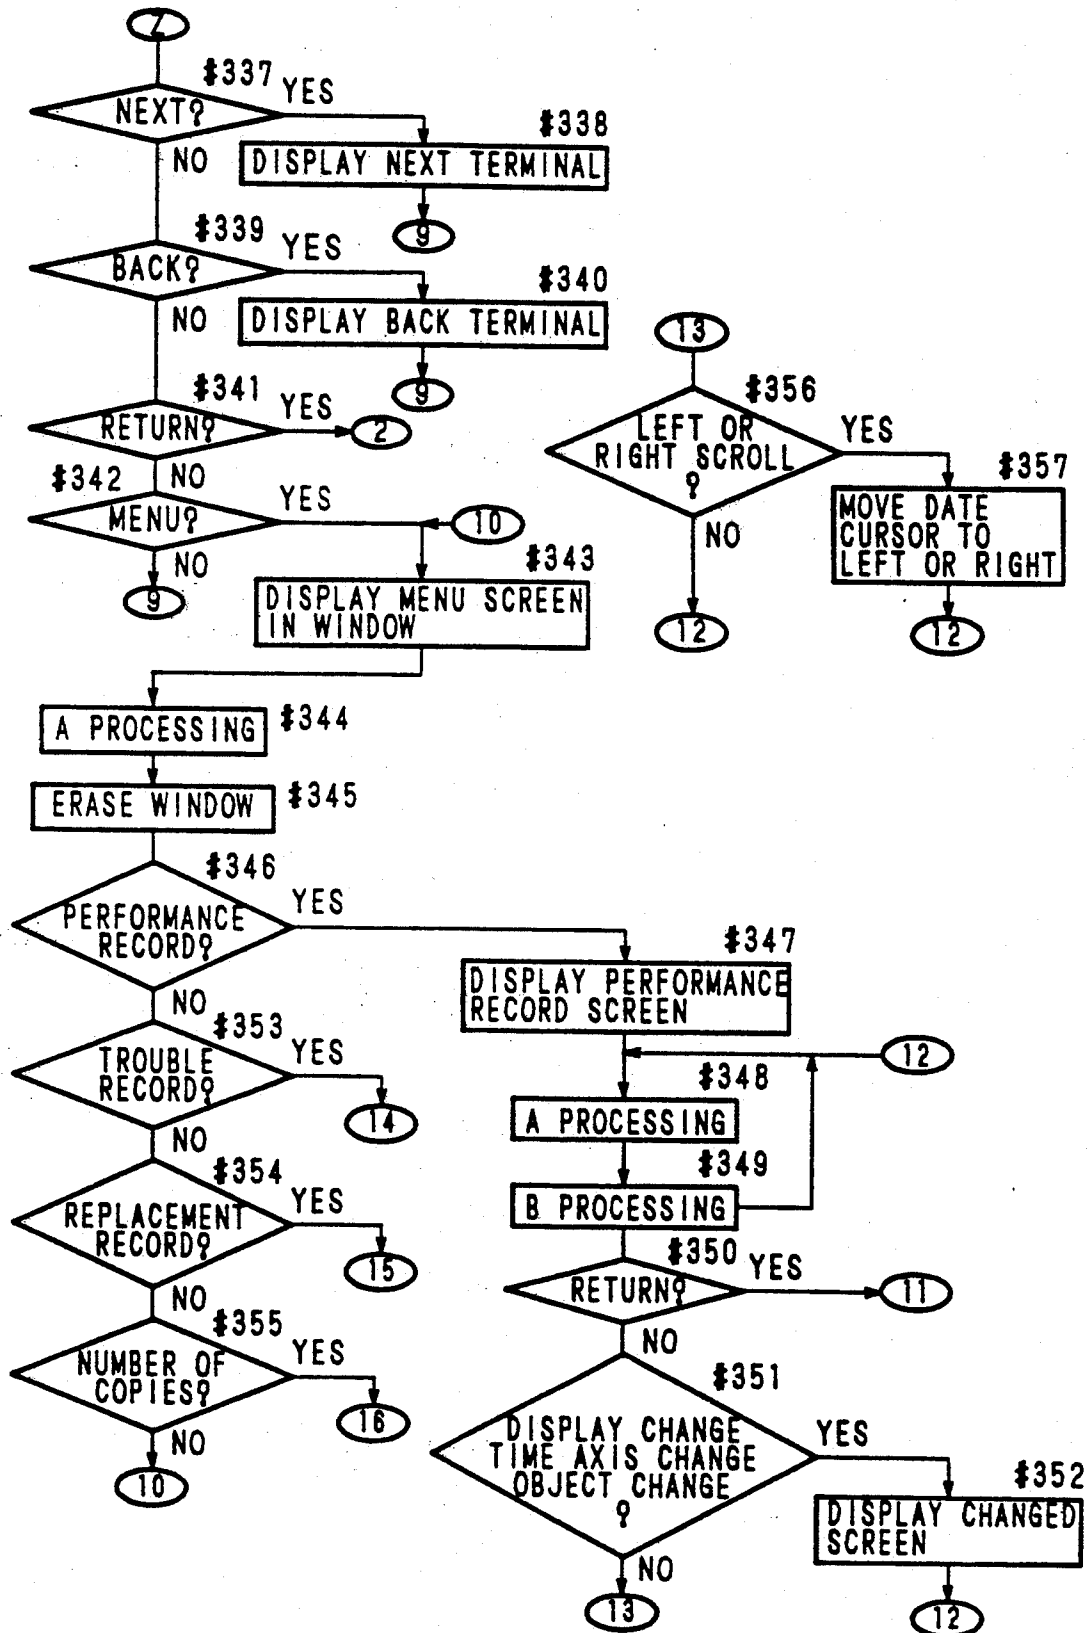 Z
#337
YES
NEXT?
#338
NO
DISPLAY NEXT TERMINAL
9
#339
YES
BACK?
#340
NO
DISPLAY BACK TERMINAL
9
#341
YES
RETURN?
2
NO
#342
YES
MENU?
10
NO
9
#343
DISPLAY MENU SCREEN
IN WINDOW
13
#356
LEFT OR
RIGHT SCROLL
?
YES
#357
NO
MOVE DATE
CURSOR TO
LEFT OR RIGHT
12
12
A PROCESSING
#344
ERASE WINDOW
#345
#346
YES
PERFORMANCE
RECORD?
NO
#347
DISPLAY PERFORMANCE
RECORD SCREEN
#353
YES
TROUBLE
RECORD?
14
NO
12
#348
A PROCESSING
#349
B PROCESSING
#354
YES
REPLACEMENT
RECORD?
15
NO
#350
YES
RETURN?
11
NO
#355
YES
NUMBER OF
COPIES?
16
NO
10
#351
DISPLAY CHANGE
TIME AXIS CHANGE
OBJECT CHANGE
?
YES
#352
DISPLAY CHANGED
SCREEN
NO
13
12